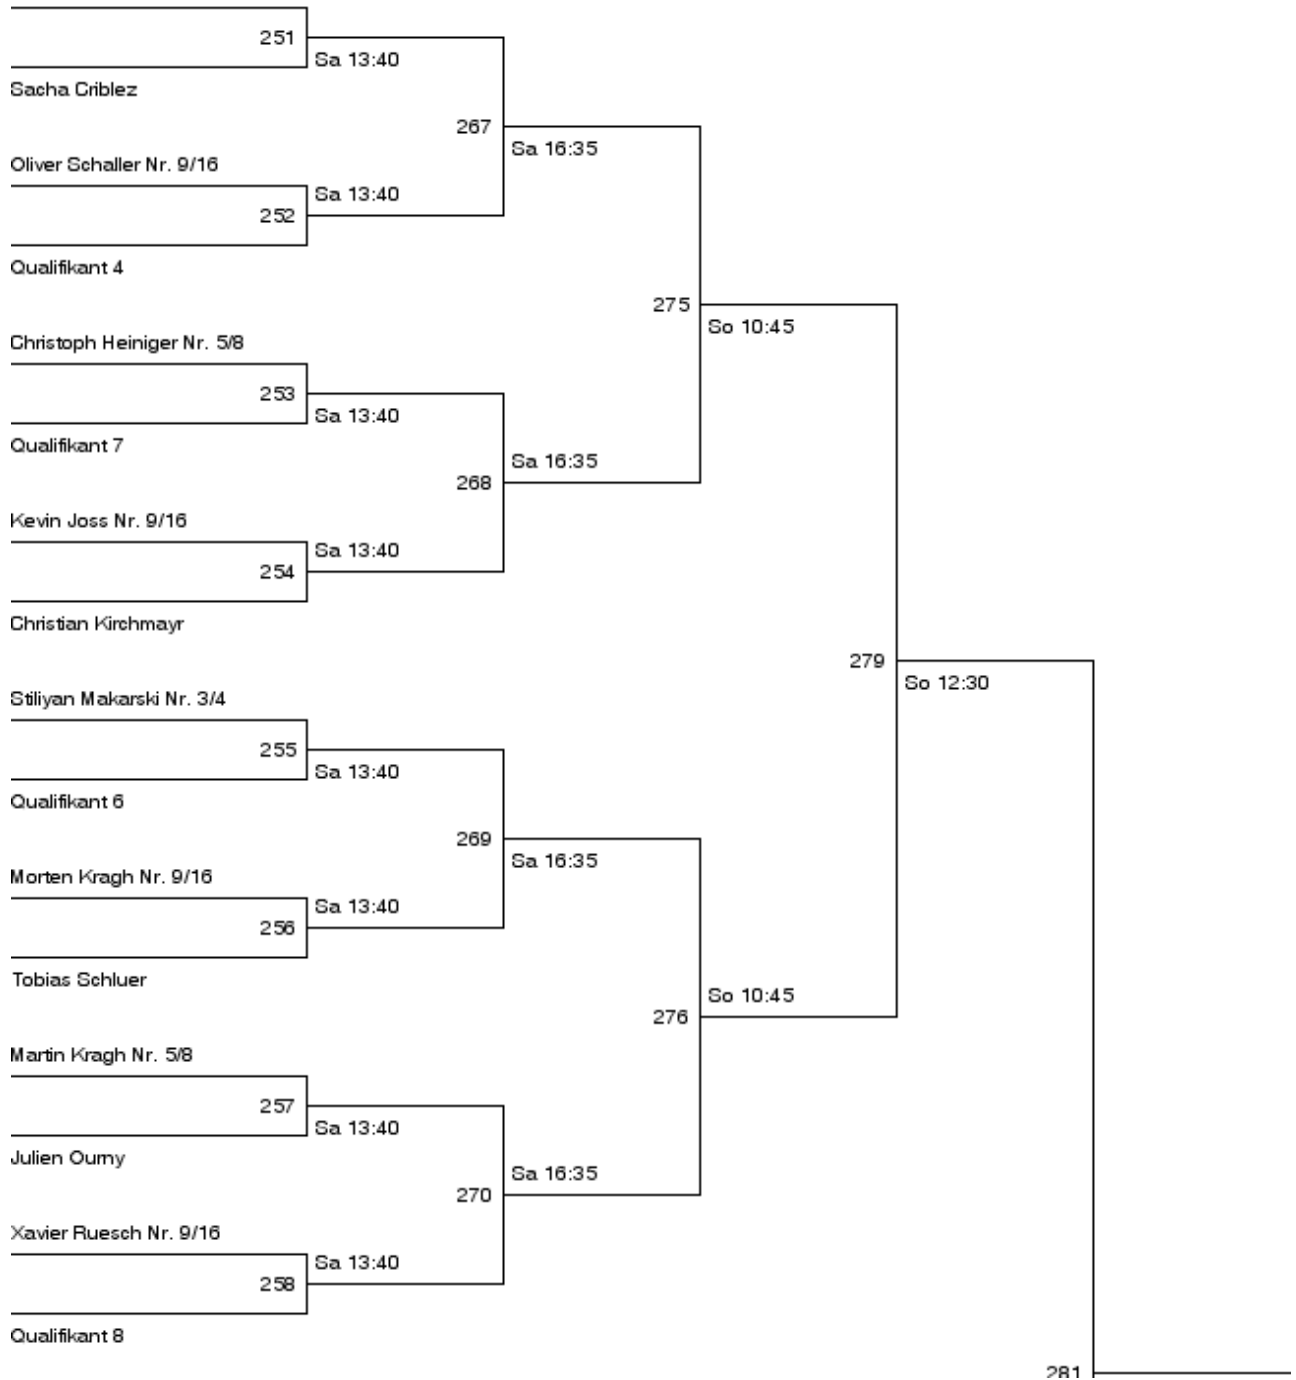 251
Sa 13:40
Sacha Criblez
267
Sa 16:35
Oliver Schaller Nr. 9/16
Sa 13:40
252
Qualifikant 4
275
So 10:45
Christoph Heiniger Nr. 5/8
253
Sa 13:40
Qualifikant 7
Sa 16:35
268
Kevin Joss Nr. 9/16
Sa 13:40
254
Christian Kirchmayr
279
So 12:30
Stiliyan Makarski Nr. 3/4
255
Sa 13:40
Qualifikant 6
269
Sa 16:35
Morten Kragh Nr. 9/16
Sa 13:40
256
Tobias Schluer
So 10:45
276
Martin Kragh Nr. 5/8
257
Sa 13:40
Julien Ourny
Sa 16:35
270
Xavier Ruesch Nr. 9/16
Sa 13:40
258
Qualifikant 8
281